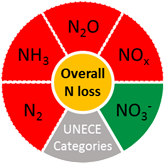 N₂O
NH₃
NOₓ
Overall
N loss
N₂
NO₃⁻
UNECE
Categories